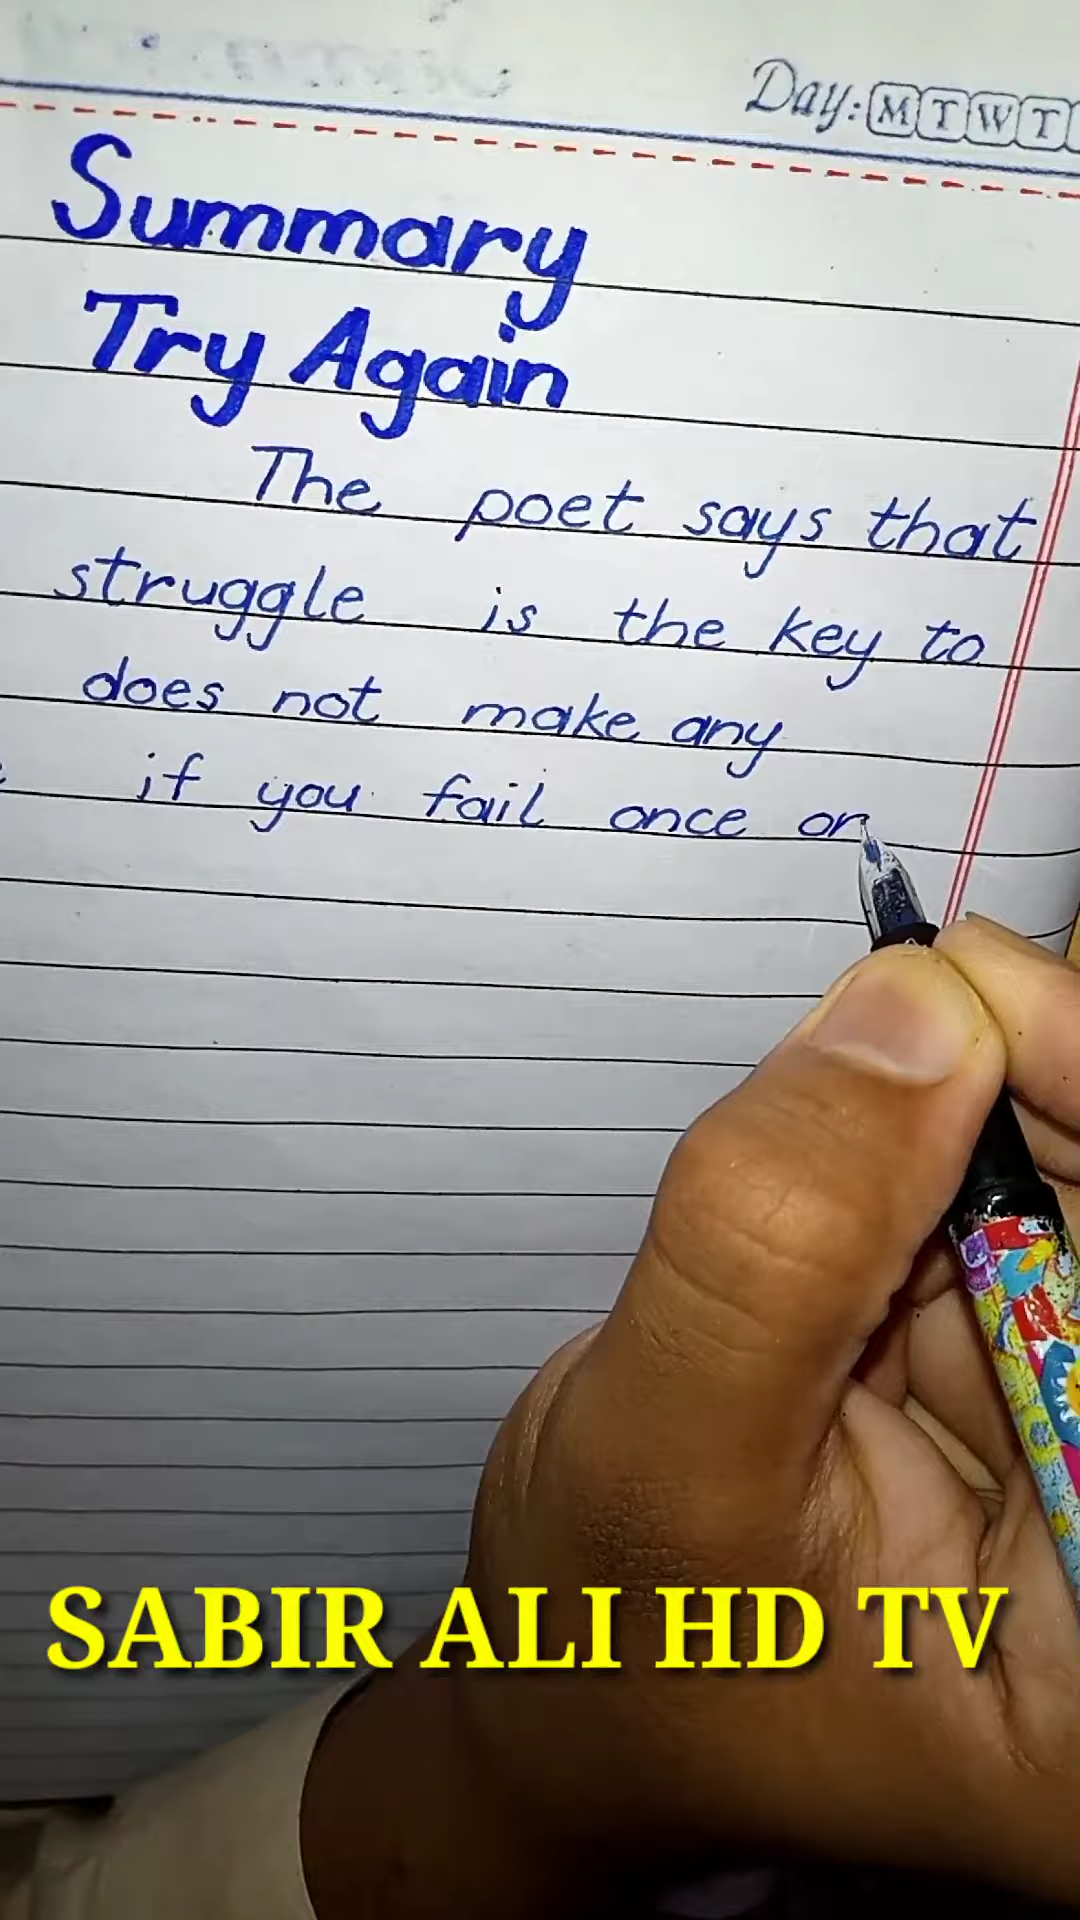 Day: M T W T
Summary
Try Again
The poet says that
struggle is the key to
does not make any
if you fail once or
SABIR ALI HD TV